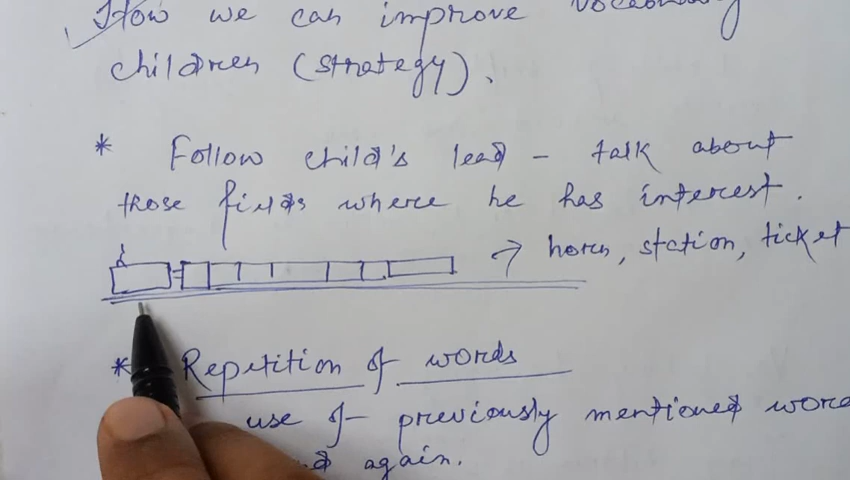 How we can improve vocabulary
children (strategy).
* Follow child's lead - talk about
those fields where he has interest.
→ horn, station, ticket
* Repetition of words
use of previously mentioned
again.